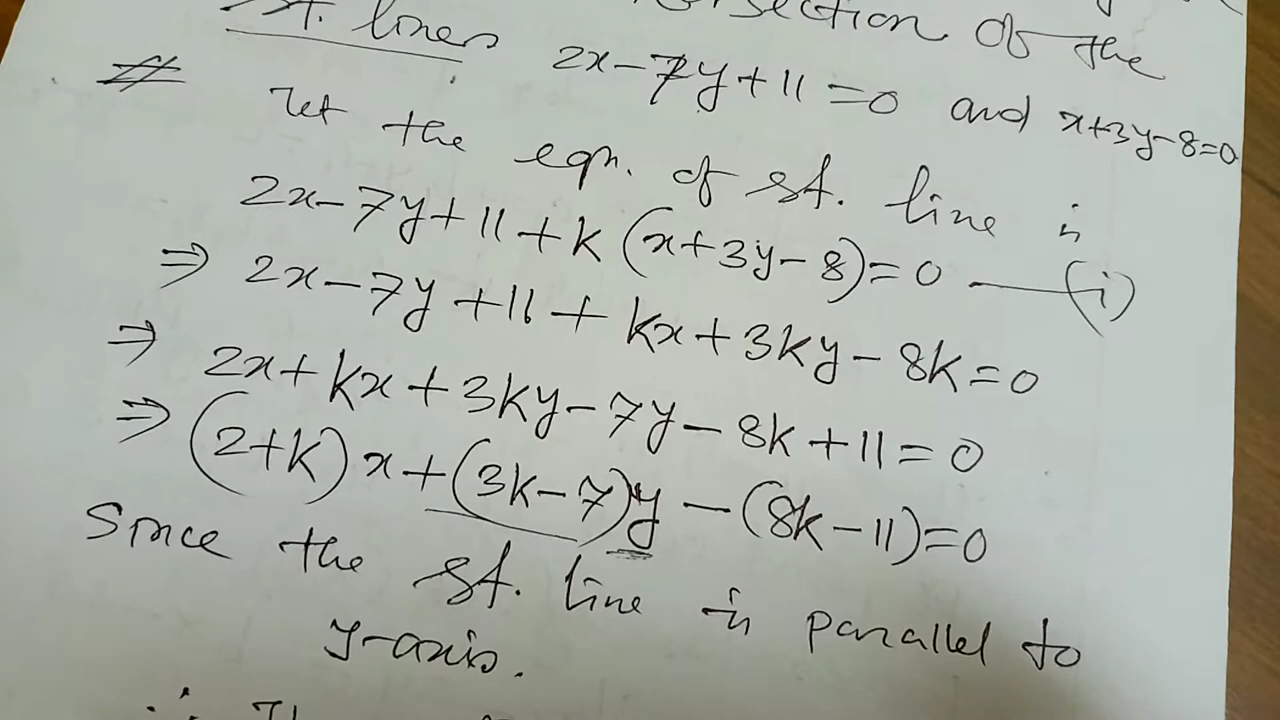 of the
st. lines 2x-7y+11=0 and x+3y-8=0
Let the eqn. of st. line is
2x-7y+11+k(x+3y-8)=0 —(i)
⇒ 2x-7y+11+kx+3ky-8k=0
⇒ 2x+kx+3ky-7y-8k+11=0
⇒ (2+k)x+(3k-7)y-(8k-11)=0
Since the st. line is parallel to
y-axis.